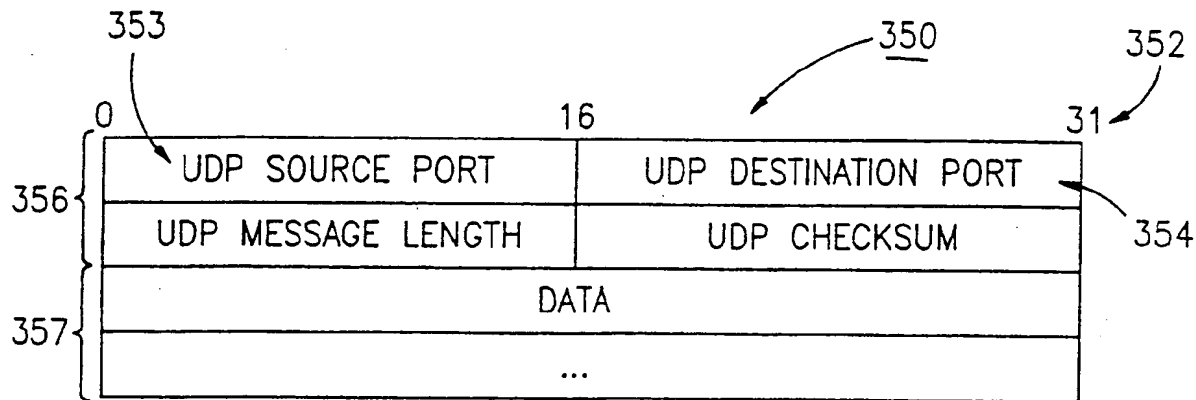 353
350
352
0 16 31
UDP SOURCE PORT UDP DESTINATION PORT
356
354
UDP MESSAGE LENGTH UDP CHECKSUM
DATA
357
...